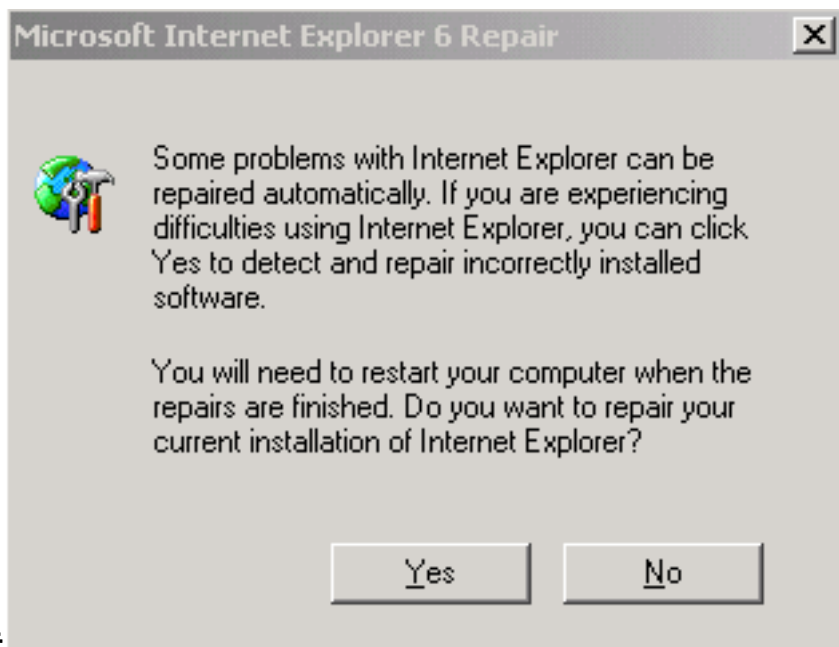 Microsoft Internet Explorer 6 Repair
Some problems with Internet Explorer can be
repaired automatically. If you are experiencing
difficulties using Internet Explorer, you can click
Yes to detect and repair incorrectly installed
software.
You will need to restart your computer when the
repairs are finished. Do you want to repair your
current installation of Internet Explorer?
Yes
No